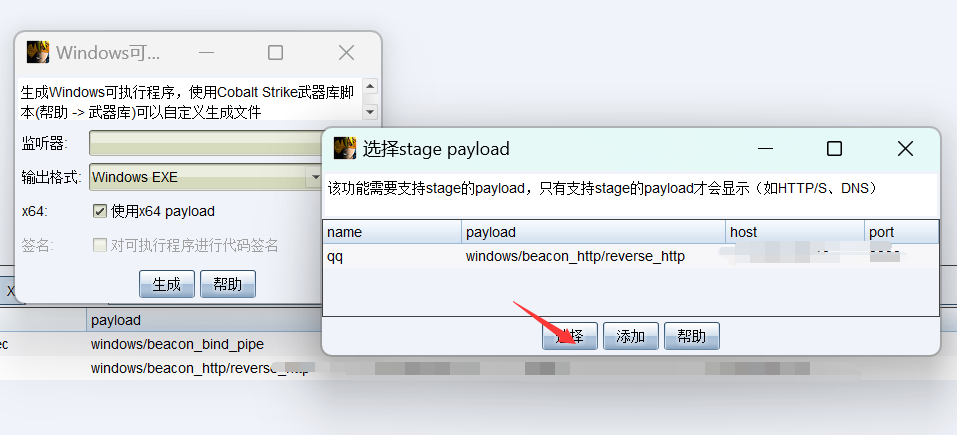 Windows可...
生成Windows可执行程序，使用Cobalt Strike武器库脚
本(帮助 -> 武器库)可以自定义生成文件
监听器:
输出格式: Windows EXE
x64: 使用x64 payload
签名: 对可执行程序进行代码签名
生成 帮助
选择stage payload
该功能需要支持stage的payload，只有支持stage的payload才会显示（如HTTP/S、DNS）
name payload host port
qq windows/beacon_http/reverse_http
选择 添加 帮助
X
payload
ec windows/beacon_bind_pipe
windows/beacon_http/reverse_http